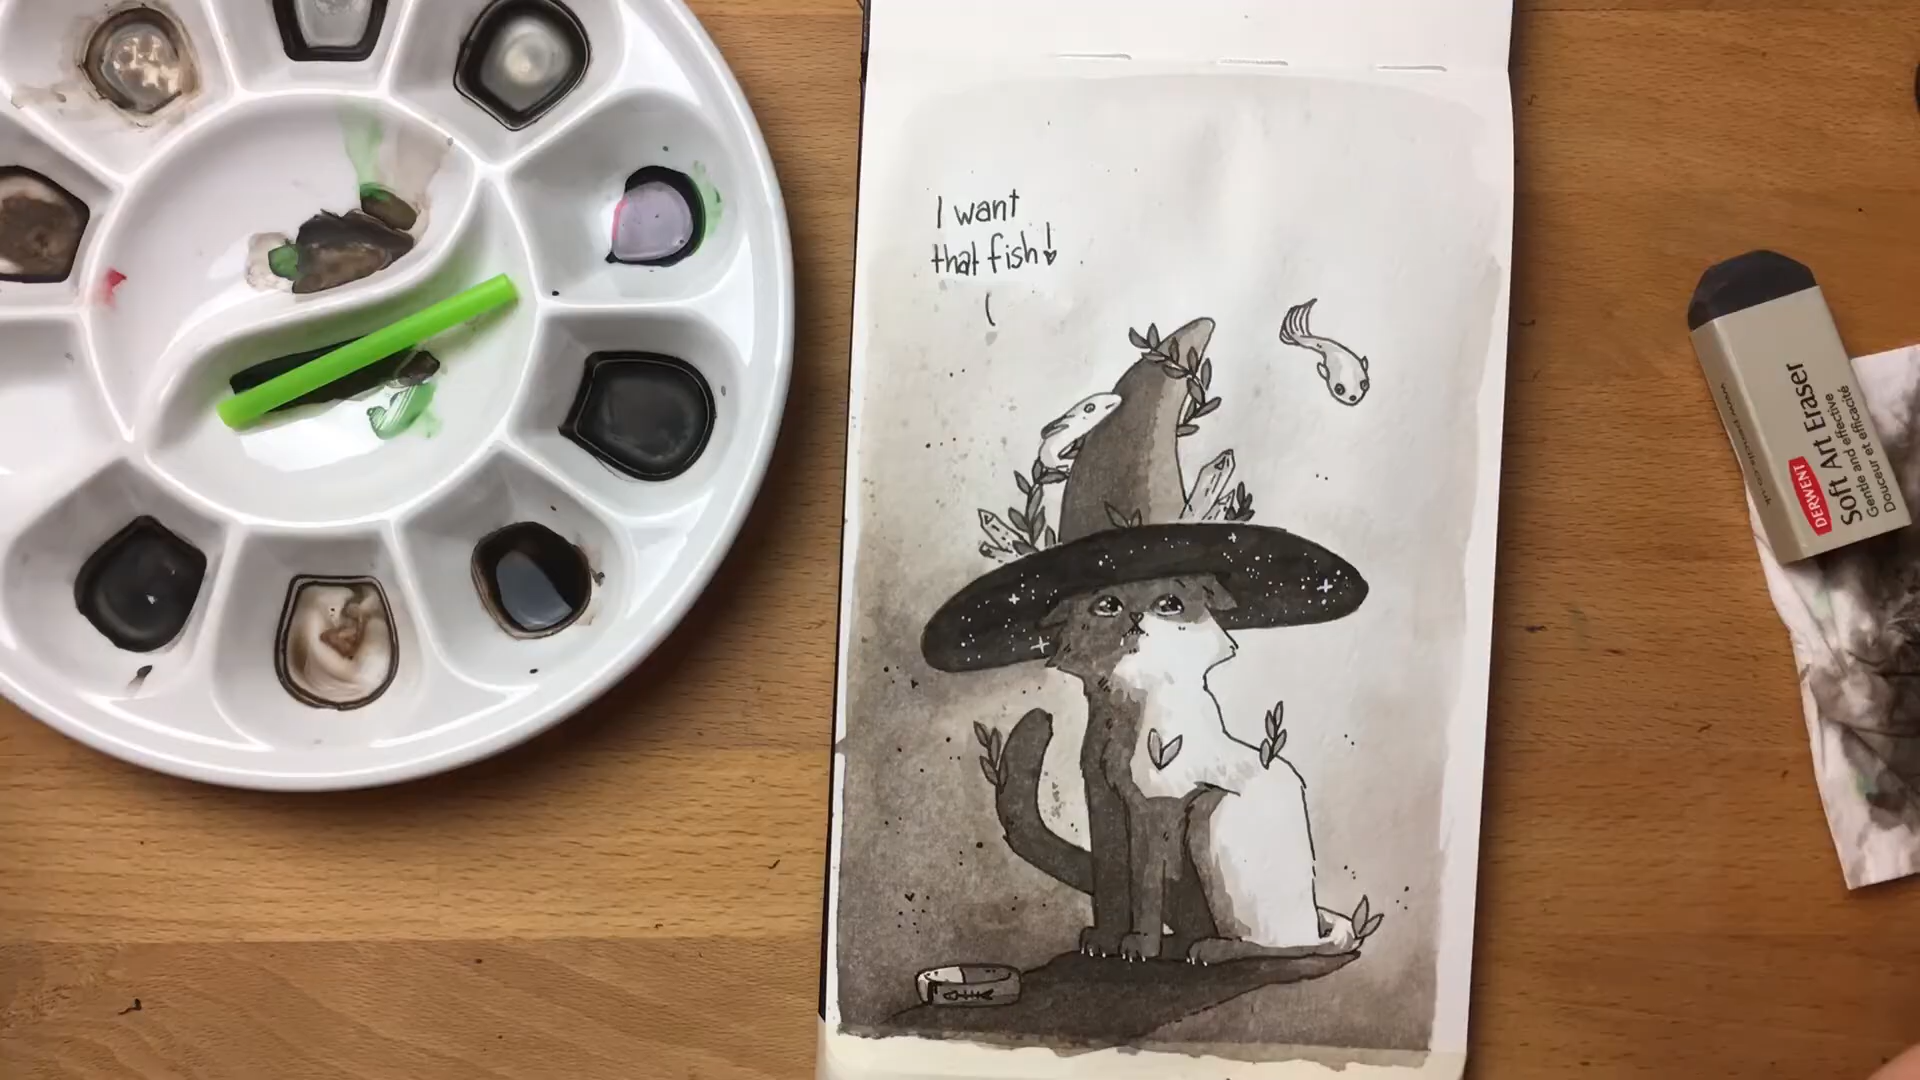 I want
that fish!
DERWENT
Soft Art Eraser
Gentle and effective
Douceur et efficacité